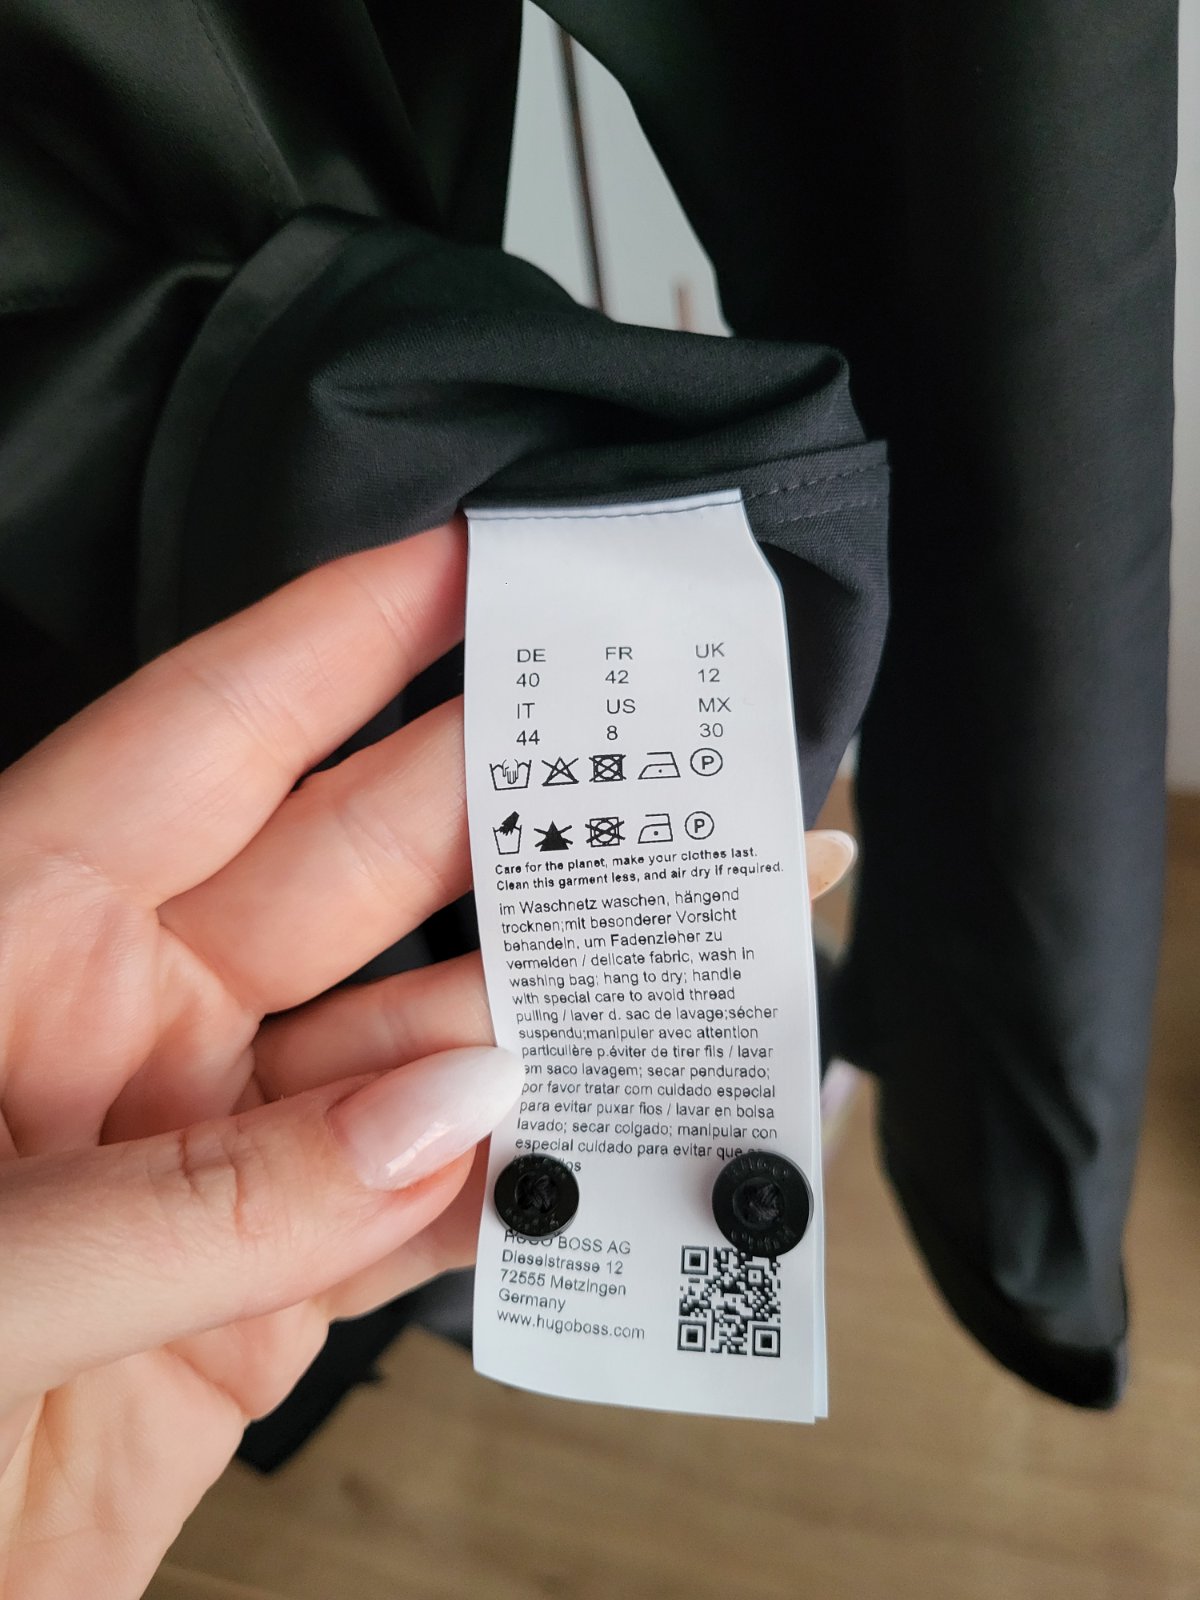 DE FR UK
40 42 12
IT US MX
44 8 30
P
P
Care for the planet, make your clothes last.
Clean this garment less, and air dry if required.
im Waschnetz waschen, hängend
trocknen;mit besonderer Vorsicht
behandeln, um Fadenzieher zu
vermeiden / delicate fabric, wash in
washing bag; hang to dry; handle
with special care to avoid thread
pulling / laver d. sac de lavage;sécher
suspendu;manipuler avec attention
particulière p.éviter de tirer fils / lavar
em saco lavagem; secar pendurado;
por favor tratar com cuidado especial
para evitar puxar fios / lavar en bolsa
lavado; secar colgado; manipular con
especial cuidado para evitar que
HUGO BOSS AG
Dieselstrasse 12
72555 Metzingen
Germany
www.hugoboss.com